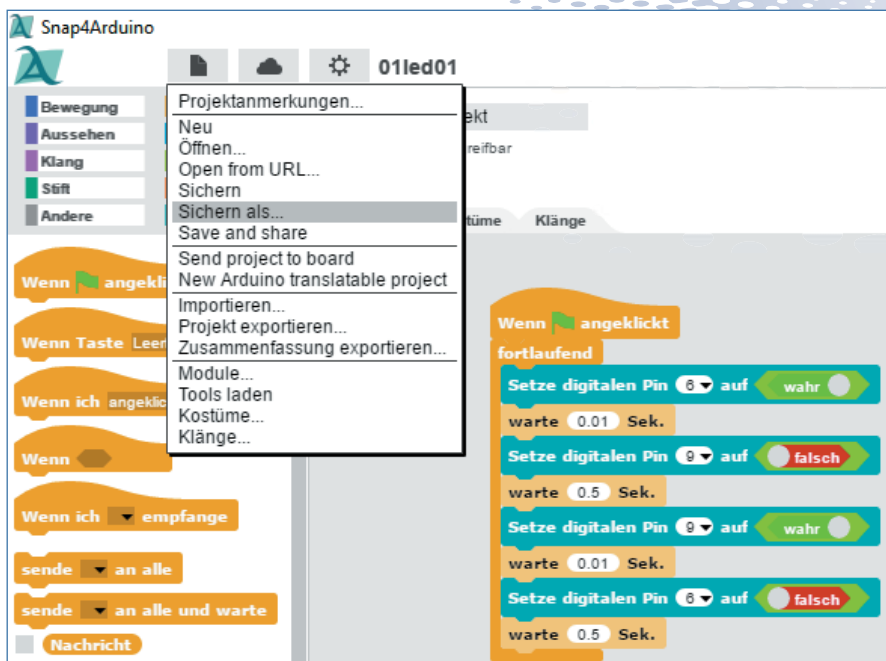 Snap4Arduino
01led01
Bewegung
Aussehen
Klang
Stift
Andere
Projektanmerkungen...
Neu
Öffnen...
Open from URL...
Sichern
Sichern als...
Save and share
Send project to board
New Arduino translatable project
Importieren...
Projekt exportieren...
Zusammenfassung exportieren...
Module...
Tools laden
Kostüme...
Klänge...
ekt
reifbar
tüme Klänge
Wenn angekli
Wenn Taste Leer
Wenn ich angeklic
Wenn
Wenn ich empfange
sende an alle
sende an alle und warte
Nachricht
Wenn angeklickt
fortlaufend
Setze digitalen Pin 6 auf wahr
warte 0.01 Sek.
Setze digitalen Pin 9 auf falsch
warte 0.5 Sek.
Setze digitalen Pin 9 auf wahr
warte 0.01 Sek.
Setze digitalen Pin 6 auf falsch
warte 0.5 Sek.